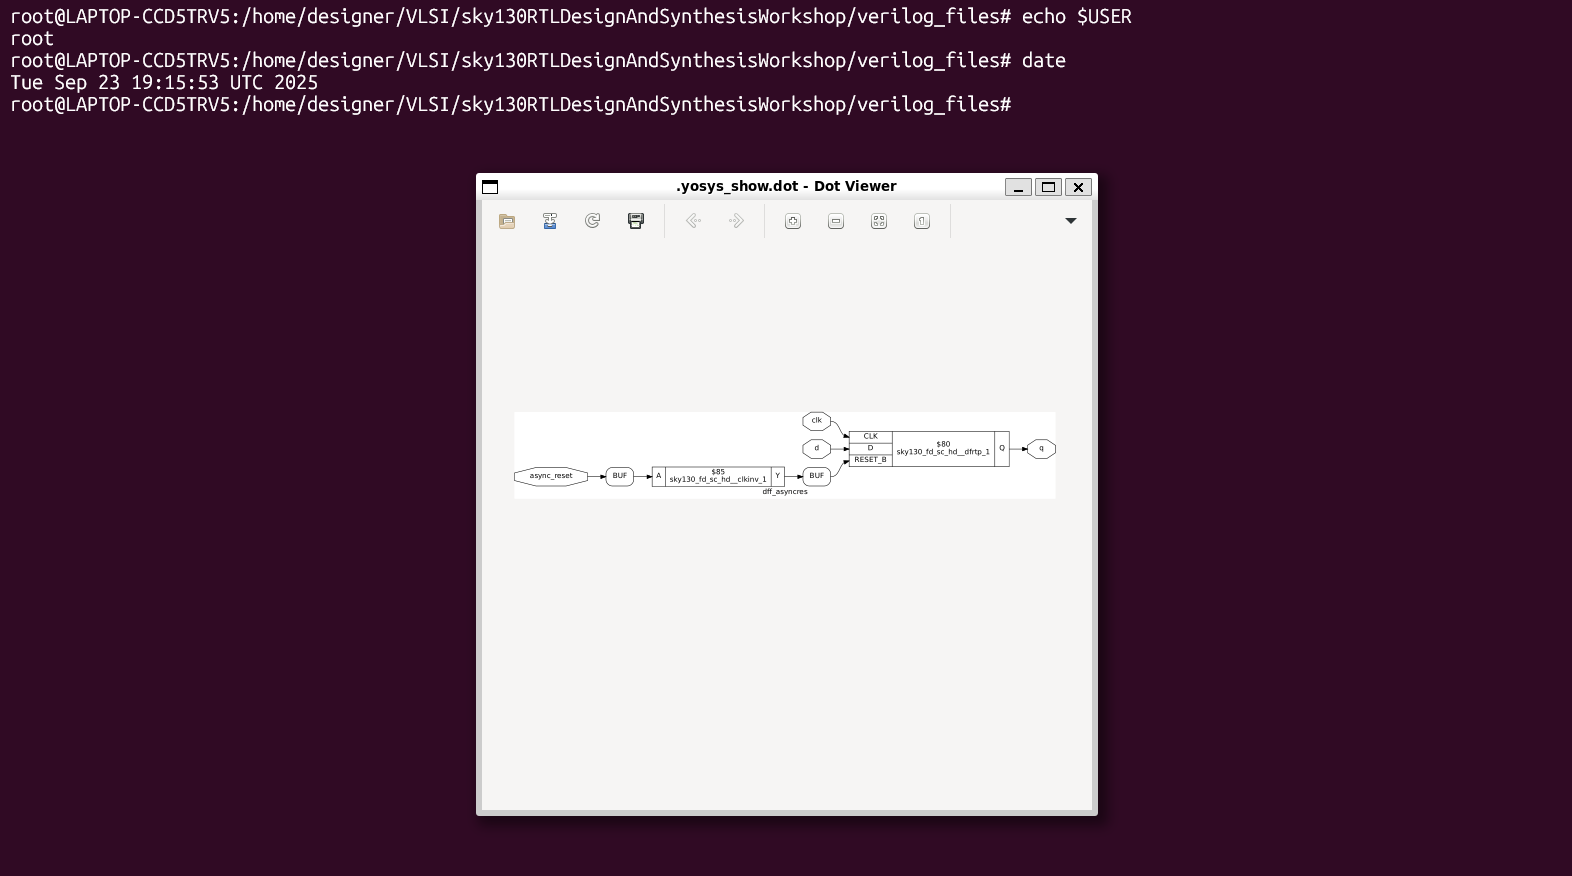 root@LAPTOP-CCD5TRV5:/home/designer/VLSI/sky130RTLDesignAndSynthesisWorkshop/verilog_files# echo $USER
root
root@LAPTOP-CCD5TRV5:/home/designer/VLSI/sky130RTLDesignAndSynthesisWorkshop/verilog_files# date
Tue Sep 23 19:15:53 UTC 2025
root@LAPTOP-CCD5TRV5:/home/designer/VLSI/sky130RTLDesignAndSynthesisWorkshop/verilog_files#
.yosys_show.dot - Dot Viewer
clk
CLK
d
D
$80
sky130_fd_sc_hd__dfrtp_1
Q
q
RESET_B
async_reset
BUF
A
$85
sky130_fd_sc_hd__clkinv_1
Y
BUF
dff_asyncres